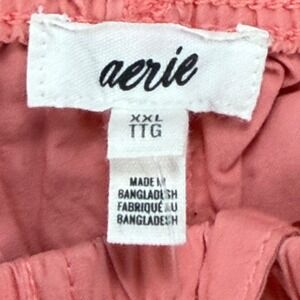 aerie
XXL
TTG
MADE IN
BANGLADESH
FABRIQUÉ AU
BANGLADESH